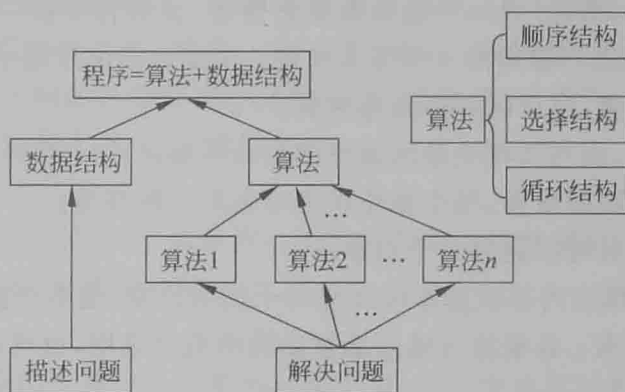 程序=算法+数据结构
数据结构
算法
...
算法1
算法2
...
算法n
...
描述问题
解决问题
算法
顺序结构
选择结构
循环结构